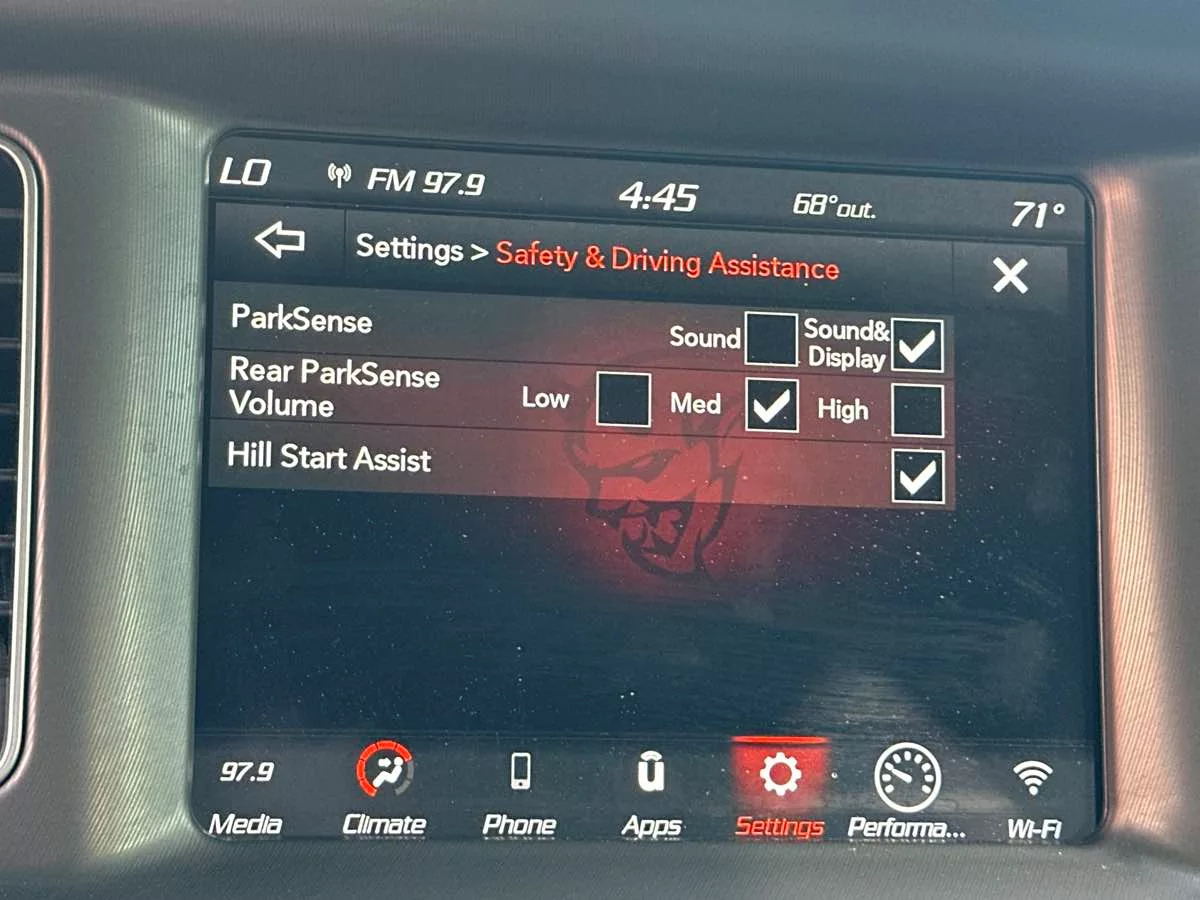 LO FM 97.9 4:45 68°out. 71°
Settings > Safety & Driving Assistance
ParkSense Sound Sound& Display
Rear ParkSense Volume Low Med High
Hill Start Assist
97.9
Media Climate Phone Apps Settings Performa... Wi-Fi